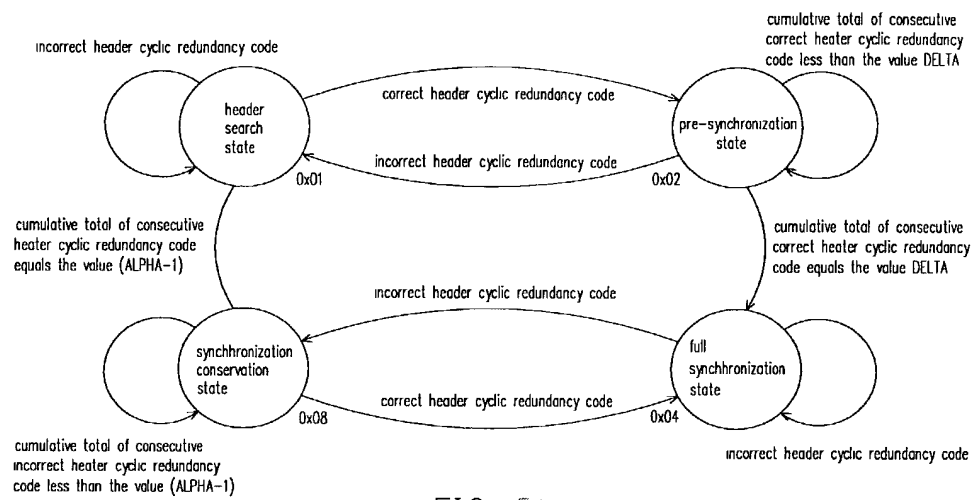 incorrect header cyclic redundancy code
cumulative total of consecutive
correct heater cyclic redundancy
code less than the value DELTA
header
search
state
correct header cyclic redundancy code
pre-synchronization
state
incorrect header cyclic redundancy code
0x01
0x02
cumulative total of consecutive
heater cyclic redundancy code
equals the value (ALPHA-1)
cumulative total of consecutive
correct heater cyclic redundancy
code equals the value DELTA
incorrect header cyclic redundancy code
synchhronization
conservation
state
full
synchhronization
state
correct header cyclic redundancy code
0x08
0x04
cumulative total of consecutive
incorrect heater cyclic redundancy
code less than the value (ALPHA-1)
incorrect header cyclic redundancy code